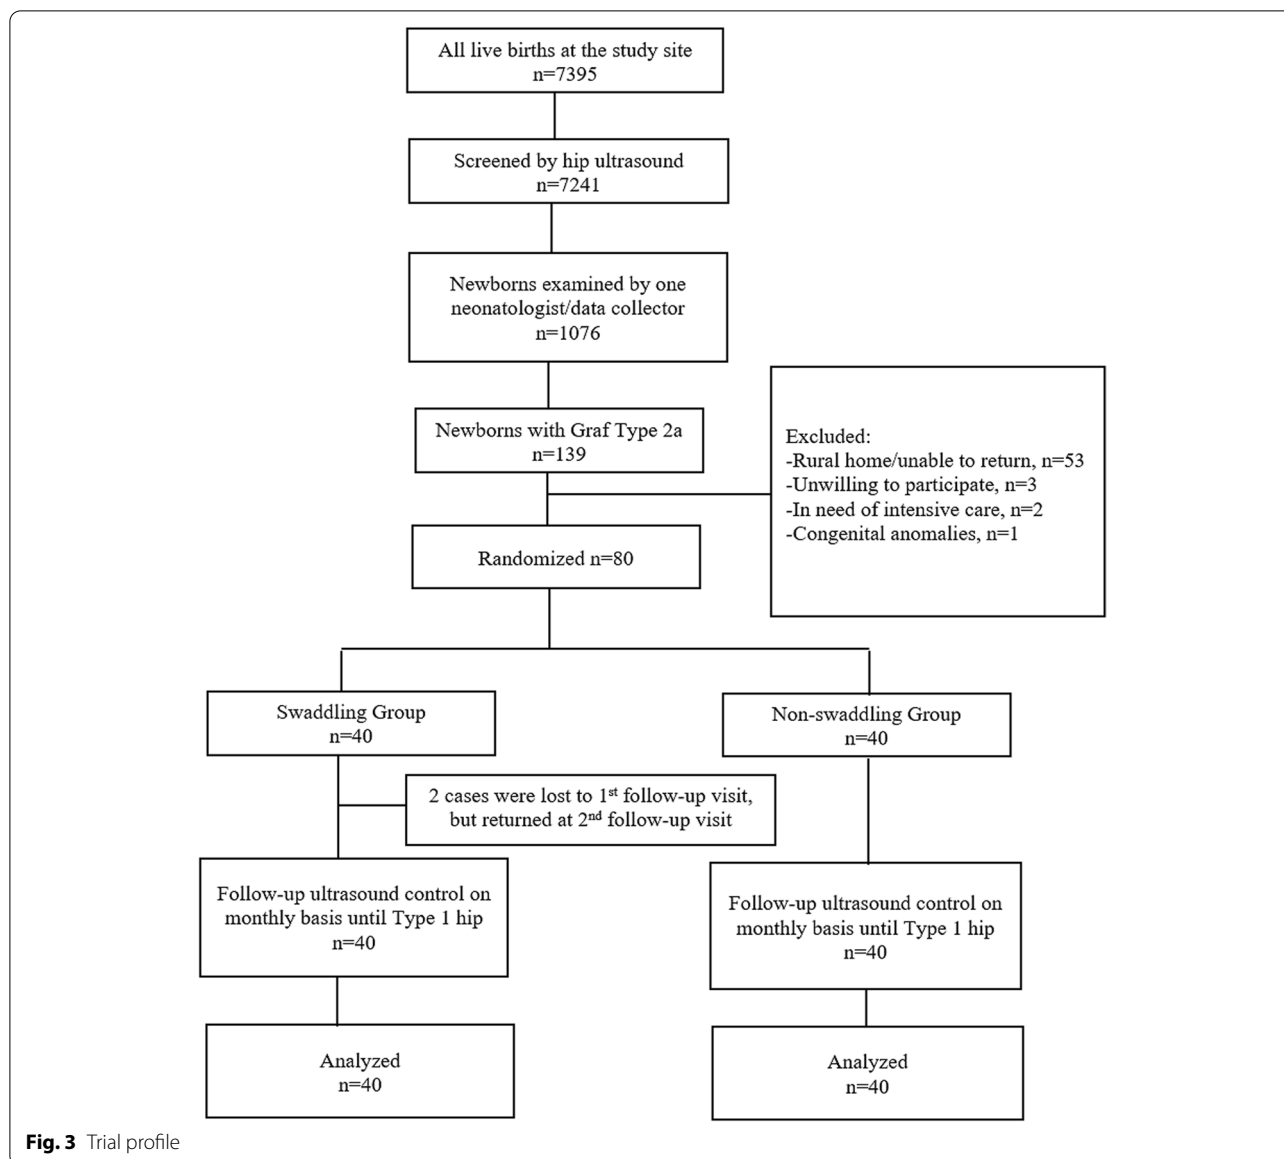 All live births at the study site
n=7395
Screened by hip ultrasound
n=7241
Newborns examined by one
neonatologist/data collector
n=1076
Newborns with Graf Type 2a
n=139
Excluded:
-Rural home/unable to return, n=53
-Unwilling to participate, n=3
-In need of intensive care, n=2
-Congenital anomalies, n=1
Randomized n=80
Swaddling Group
n=40
Non-swaddling Group
n=40
2 cases were lost to 1st follow-up visit,
but returned at 2nd follow-up visit
Follow-up ultrasound control on
monthly basis until Type 1 hip
n=40
Follow-up ultrasound control on
monthly basis until Type 1 hip
n=40
Analyzed
n=40
Analyzed
n=40
Fig. 3 Trial profile